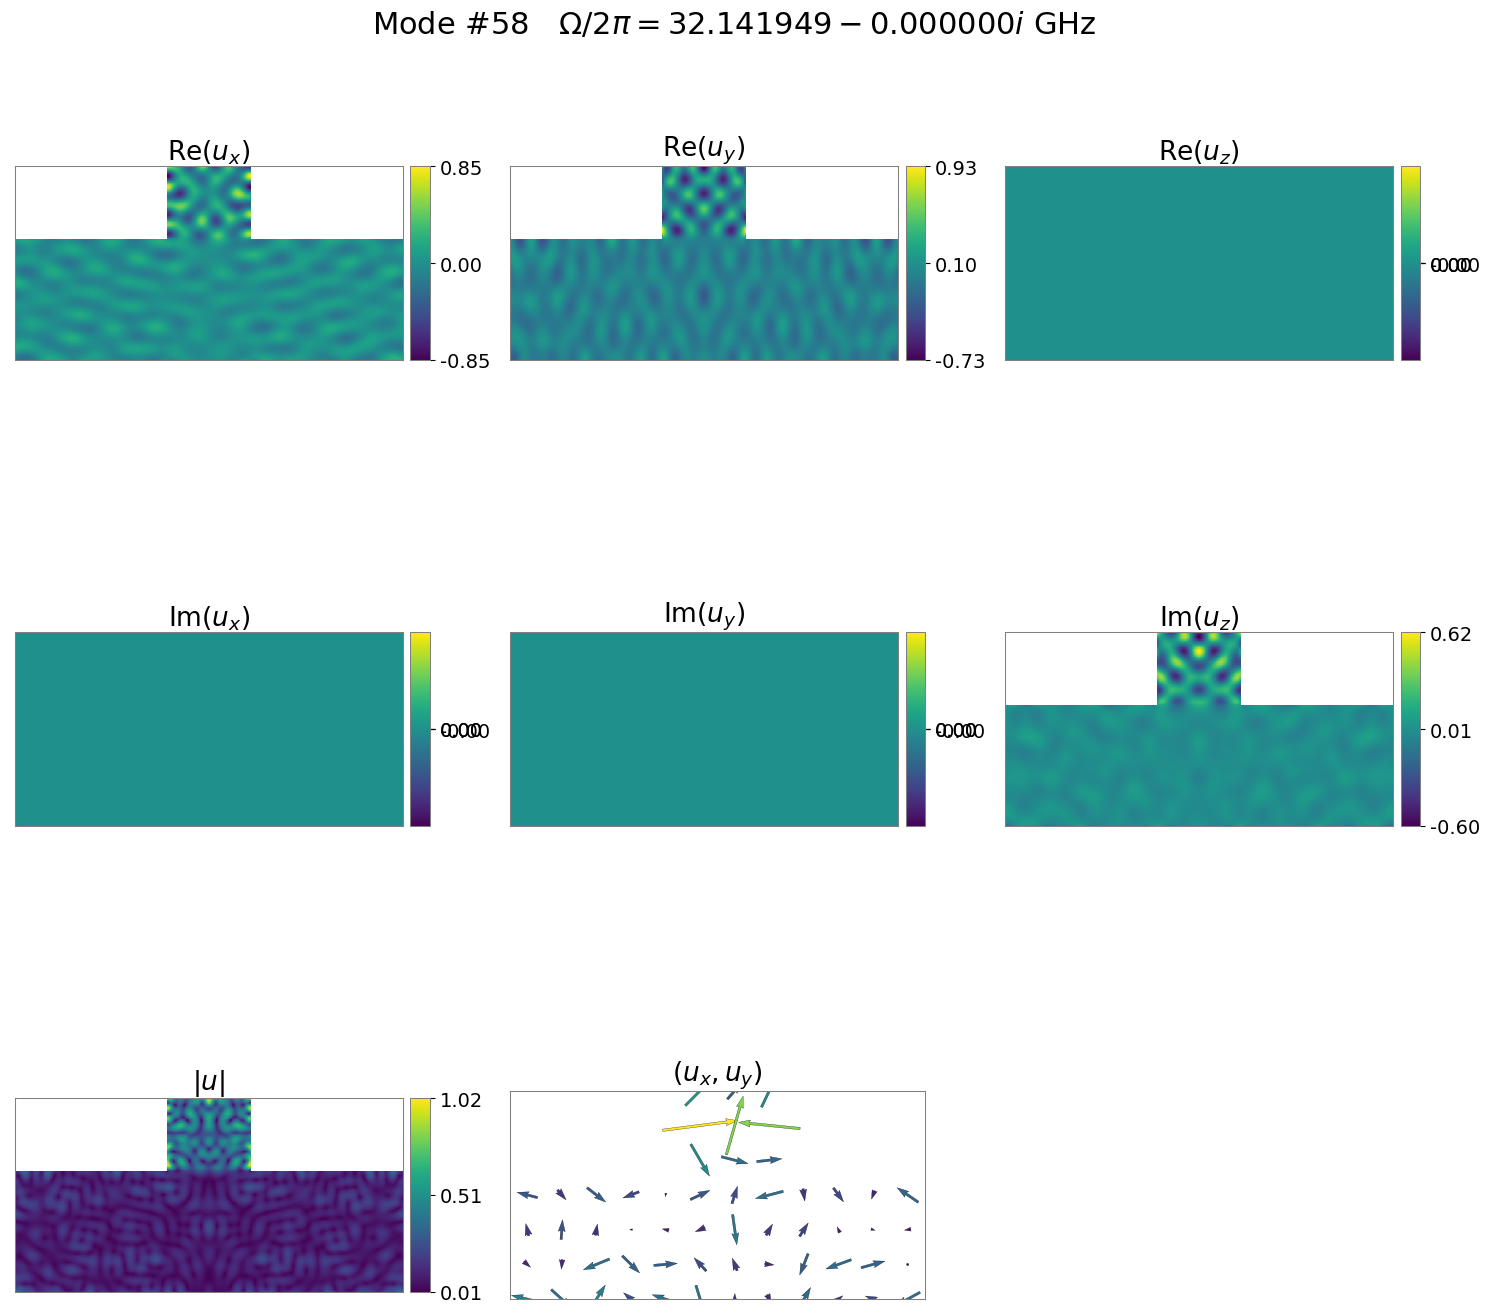 Mode #58 Ω/2π = 32.141949 − 0.000000i GHz
Re(u_x)
Re(u_y)
Re(u_z)
0.85
0.00
-0.85
0.93
0.10
-0.73
Im(u_x)
Im(u_y)
Im(u_z)
0.62
0.01
-0.60
|u|
(u_x, u_y)
1.02
0.51
0.01